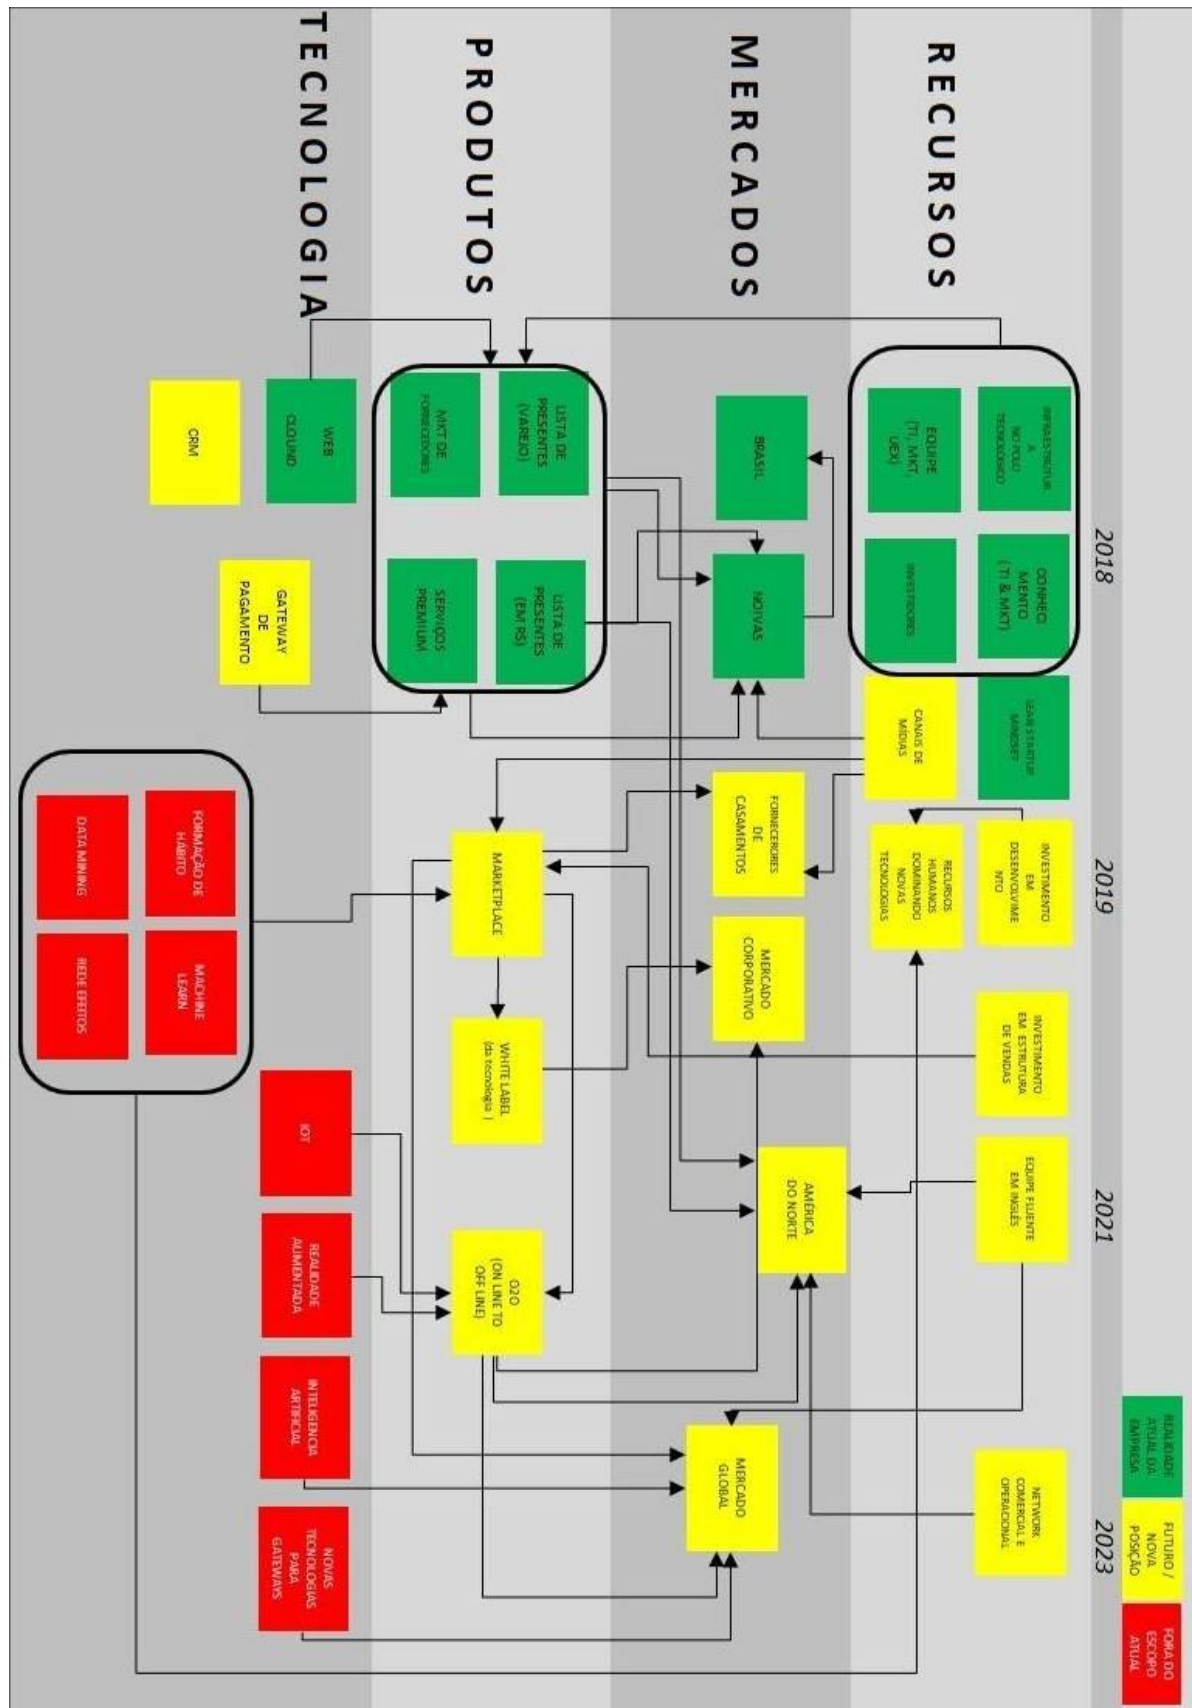 REALIDADE
ATUAL DA
EMPRESA
FUTURO /
NOVA
POSIÇÃO
FORA DO
ESCOPO
ATUAL
2018
2019
2021
2023
RECURSOS
INFRAESTRUTUR
A
NO POLO
TECNOLÓGICO
CONHECI
MENTO
( TI & MKT)
EQUIPE
(TI, MKT,
UEX)
INVESTIDORES
LEAN STARTUP
MINDSET
CANAIS DE
MÍDIAS
INVESTIMENTO
EM
DESENVOLVIME
NTO
RECURSOS
HUMANOS
DOMINANDO
NOVAS
TECNOLOGIAS
INVESTIMENTO
EM ESTRUTURA
DE VENDAS
EQUIPE FLUENTE
EM INGLÊS
NETWORK
COMERCIAL E
OPERACIONAL
MERCADOS
BRASIL
NOIVAS
FORNECERORES
DE
CASAMENTOS
MERCADO
CORPORATIVO
AMÉRICA
DO NORTE
MERCADO
GLOBAL
PRODUTOS
LISTA DE
PRESENTES
(VAREJO)
LISTA DE
PRESENTES
(EM RS)
MKT DE
FORNECEDORES
SERVIÇOS
PREMIUM
MARKETPLACE
WHITE LABEL
(da tecnologia )
O2O
(ON LINE TO
OFF LINE)
TECNOLOGIA
WEB
CLOUND
CRM
GATEWAY
DE
PAGAMENTO
FORMAÇÃO DE
HÁBITO
MACHINE
LEARN
DATA MINING
REDE EFEITOS
IOT
REALIDADE
AUMENTADA
INTELIGENCIA
ARTIFICIAL
NOVAS
TECNOLOGIAS
PARA
GATEWAYS